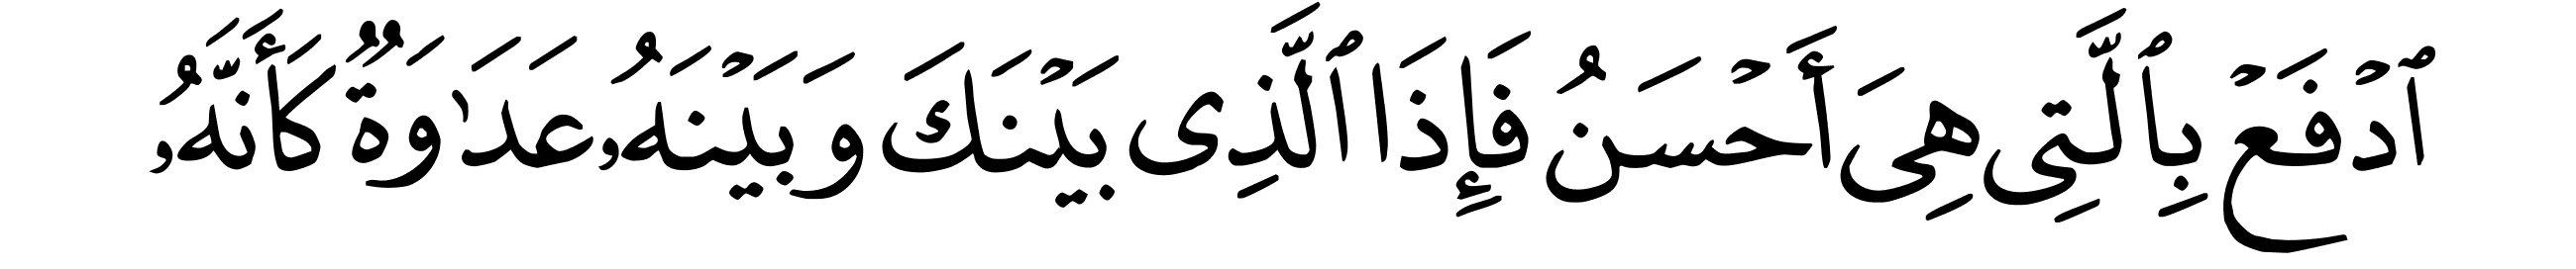 ٱدۡفَعۡ بِٱلَّتِى هِىَ أَحۡسَنُ فَإِذَا ٱلَّذِى بَيۡنَكَ وَبَيۡنَهُۥ عَدَٰوَةٌ كَأَنَّهُۥ